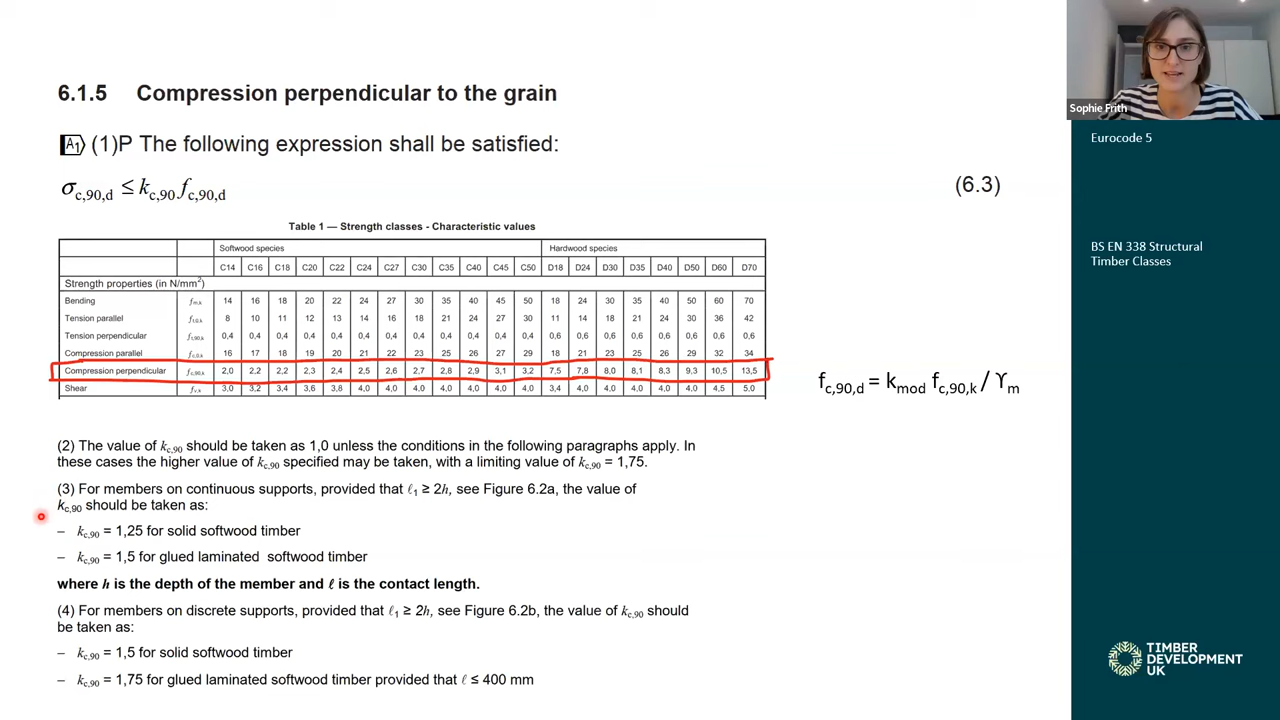 Sophie Frith
Eurocode 5
BS EN 338 Structural
Timber Classes
TIMBER
DEVELOPMENT
UK
6.1.5 Compression perpendicular to the grain
A1 (1)P The following expression shall be satisfied:
σc,90,d ≤ kc,90 fc,90,d (6.3)
Table 1 — Strength classes - Characteristic values
Softwood species Hardwood species
C14 C16 C18 C20 C22 C24 C27 C30 C35 C40 C45 C50 D18 D24 D30 D35 D40 D50 D60 D70
Strength properties (in N/mm2)
Bending fm,k 14 16 18 20 22 24 27 30 35 40 45 50 18 24 30 35 40 50 60 70
Tension parallel ft,0,k 8 10 11 12 13 14 16 18 21 24 27 30 11 14 18 21 24 30 36 42
Tension perpendicular ft,90,k 0,4 0,4 0,4 0,4 0,4 0,4 0,4 0,4 0,4 0,4 0,4 0,4 0,6 0,6 0,6 0,6 0,6 0,6 0,6 0,6
Compression parallel fc,0,k 16 17 18 19 20 21 22 23 25 26 27 29 18 21 23 25 26 29 32 34
Compression perpendicular fc,90,k 2,0 2,2 2,2 2,3 2,4 2,5 2,6 2,7 2,8 2,9 3,1 3,2 7,5 7,8 8,0 8,1 8,3 9,3 10,5 13,5
Shear fv,k 3,0 3,2 3,4 3,6 3,8 4,0 4,0 4,0 4,0 4,0 4,0 4,0 3,4 4,0 4,0 4,0 4,0 4,0 4,5 5,0
fc,90,d = kmod fc,90,k / ϒm
(2) The value of kc,90 should be taken as 1,0 unless the conditions in the following paragraphs apply. In
these cases the higher value of kc,90 specified may be taken, with a limiting value of kc,90 = 1,75.
(3) For members on continuous supports, provided that ℓ1 ≥ 2h, see Figure 6.2a, the value of
kc,90 should be taken as:
– kc,90 = 1,25 for solid softwood timber
– kc,90 = 1,5 for glued laminated softwood timber
where h is the depth of the member and ℓ is the contact length.
(4) For members on discrete supports, provided that ℓ1 ≥ 2h, see Figure 6.2b, the value of kc,90 should
be taken as:
– kc,90 = 1,5 for solid softwood timber
– kc,90 = 1,75 for glued laminated softwood timber provided that ℓ ≤ 400 mm